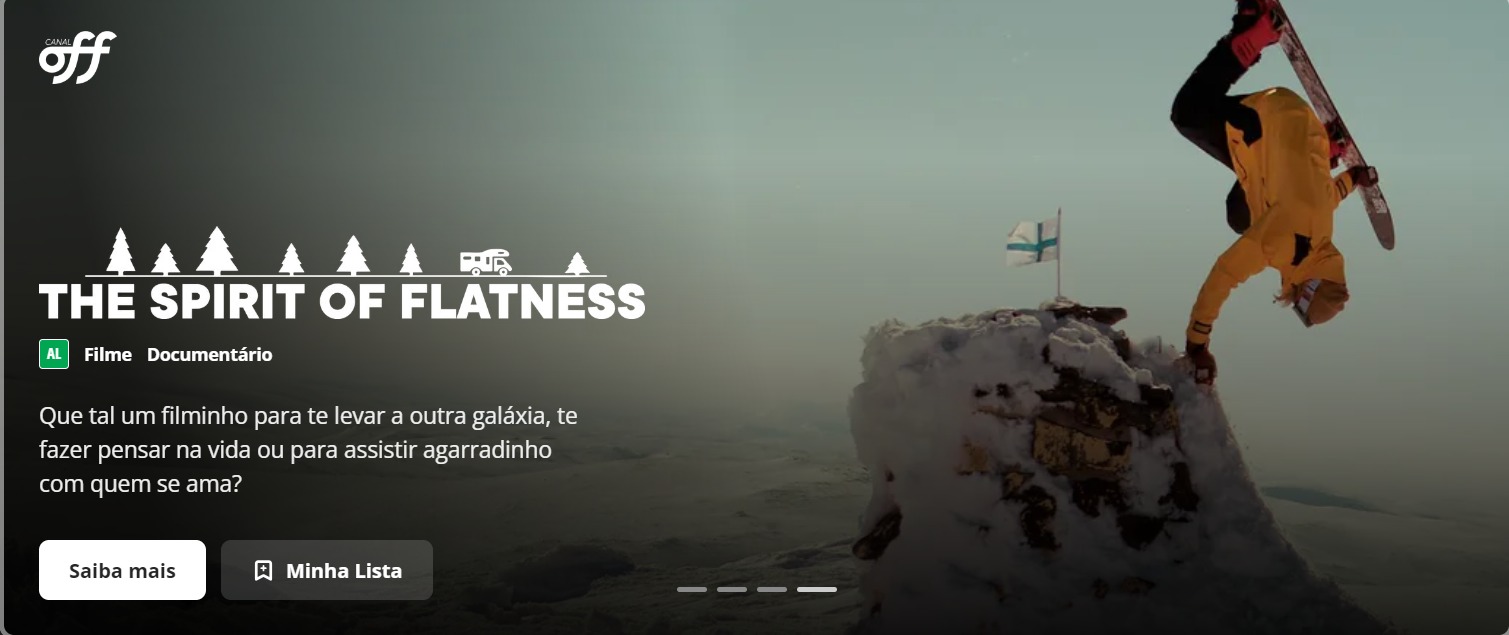 CANAL
off
THE SPIRIT OF FLATNESS
AL Filme Documentário
Que tal um filminho para te levar a outra galáxia, te
fazer pensar na vida ou para assistir agarradinho
com quem se ama?
Saiba mais Minha Lista